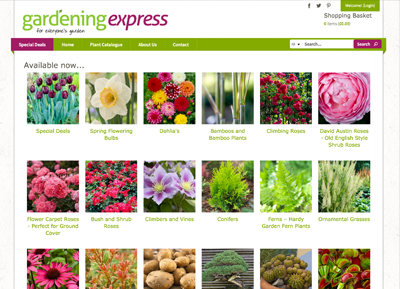 gardening express
for everyone's garden
Welcome (Login)
Shopping Basket
0 items £0.00
Special Deals
Home
Plant Catalogue
About Us
Contact
Search...
SEARCH
Available now...
Special Deals
Spring Flowering
Bulbs
Dahlia's
Bamboos and
Bamboo Plants
Climbing Roses
David Austin Roses
- Old English Style
Shrub Roses
Flower Carpet Roses
- Perfect for Ground
Cover
Bush and Shrub
Roses
Climbers and Vines
Conifers
Ferns - Hardy
Garden Fern Plants
Ornamental Grasses